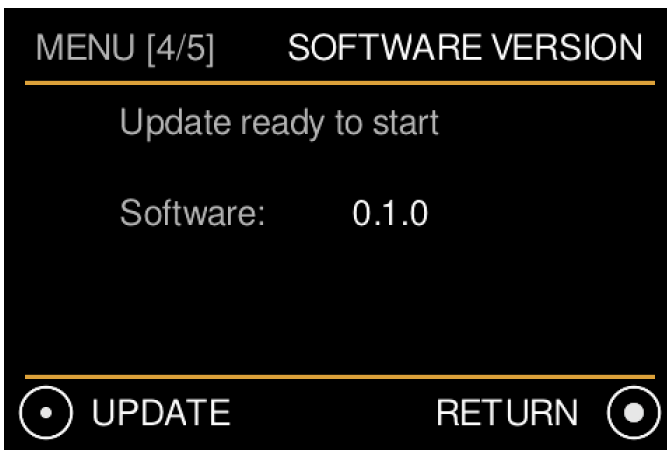 MENU [4/5] SOFTWARE VERSION
Update ready to start
Software: 0.1.0
UPDATE RETURN